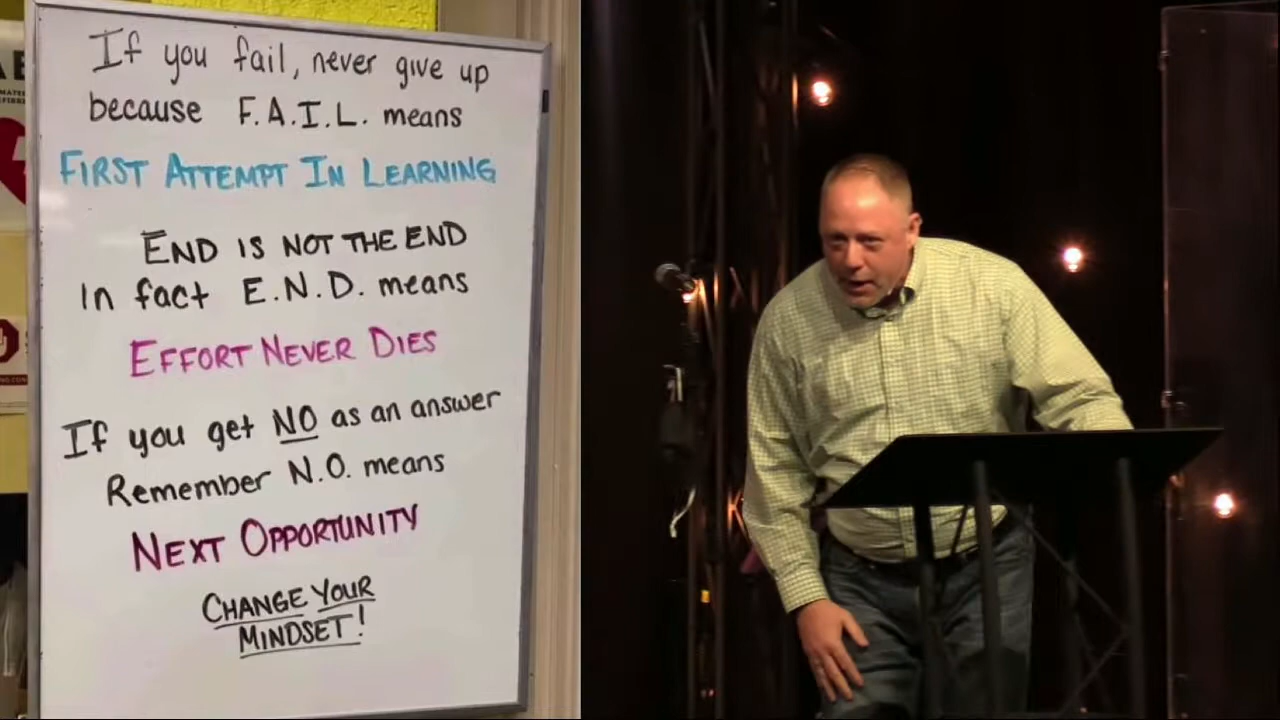 If you fail, never give up
because F.A.I.L. means
FIRST ATTEMPT IN LEARNING
END IS NOT THE END
In fact E.N.D. means
EFFORT NEVER DIES
If you get NO as an answer
Remember N.O. means
NEXT OPPORTUNITY
CHANGE YOUR
MINDSET!